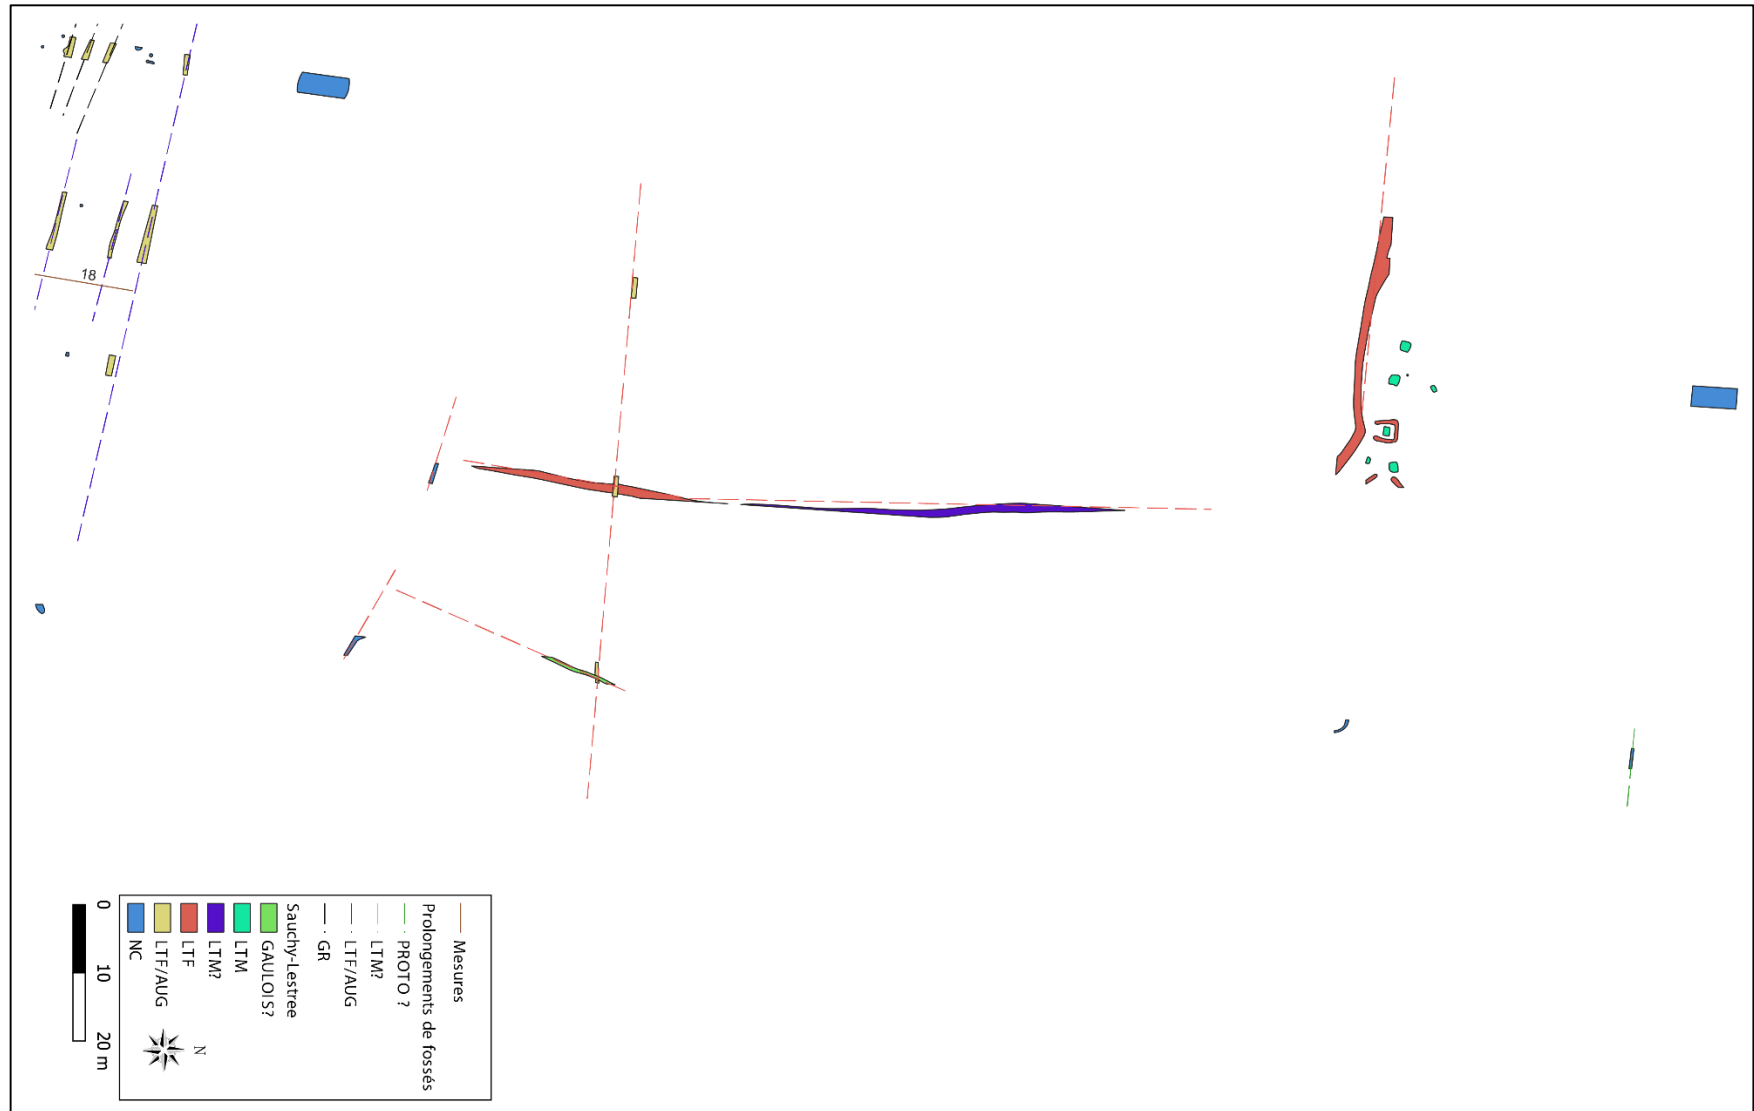 18
Mesures
Prolongements de fossés
PROTO ?
LTM?
LTF/AUG
GR
Sauchy-Lestree
GAULOIS?
LTM
LTM?
LTF
LTF/AUG
NC
N
0
10
20 m